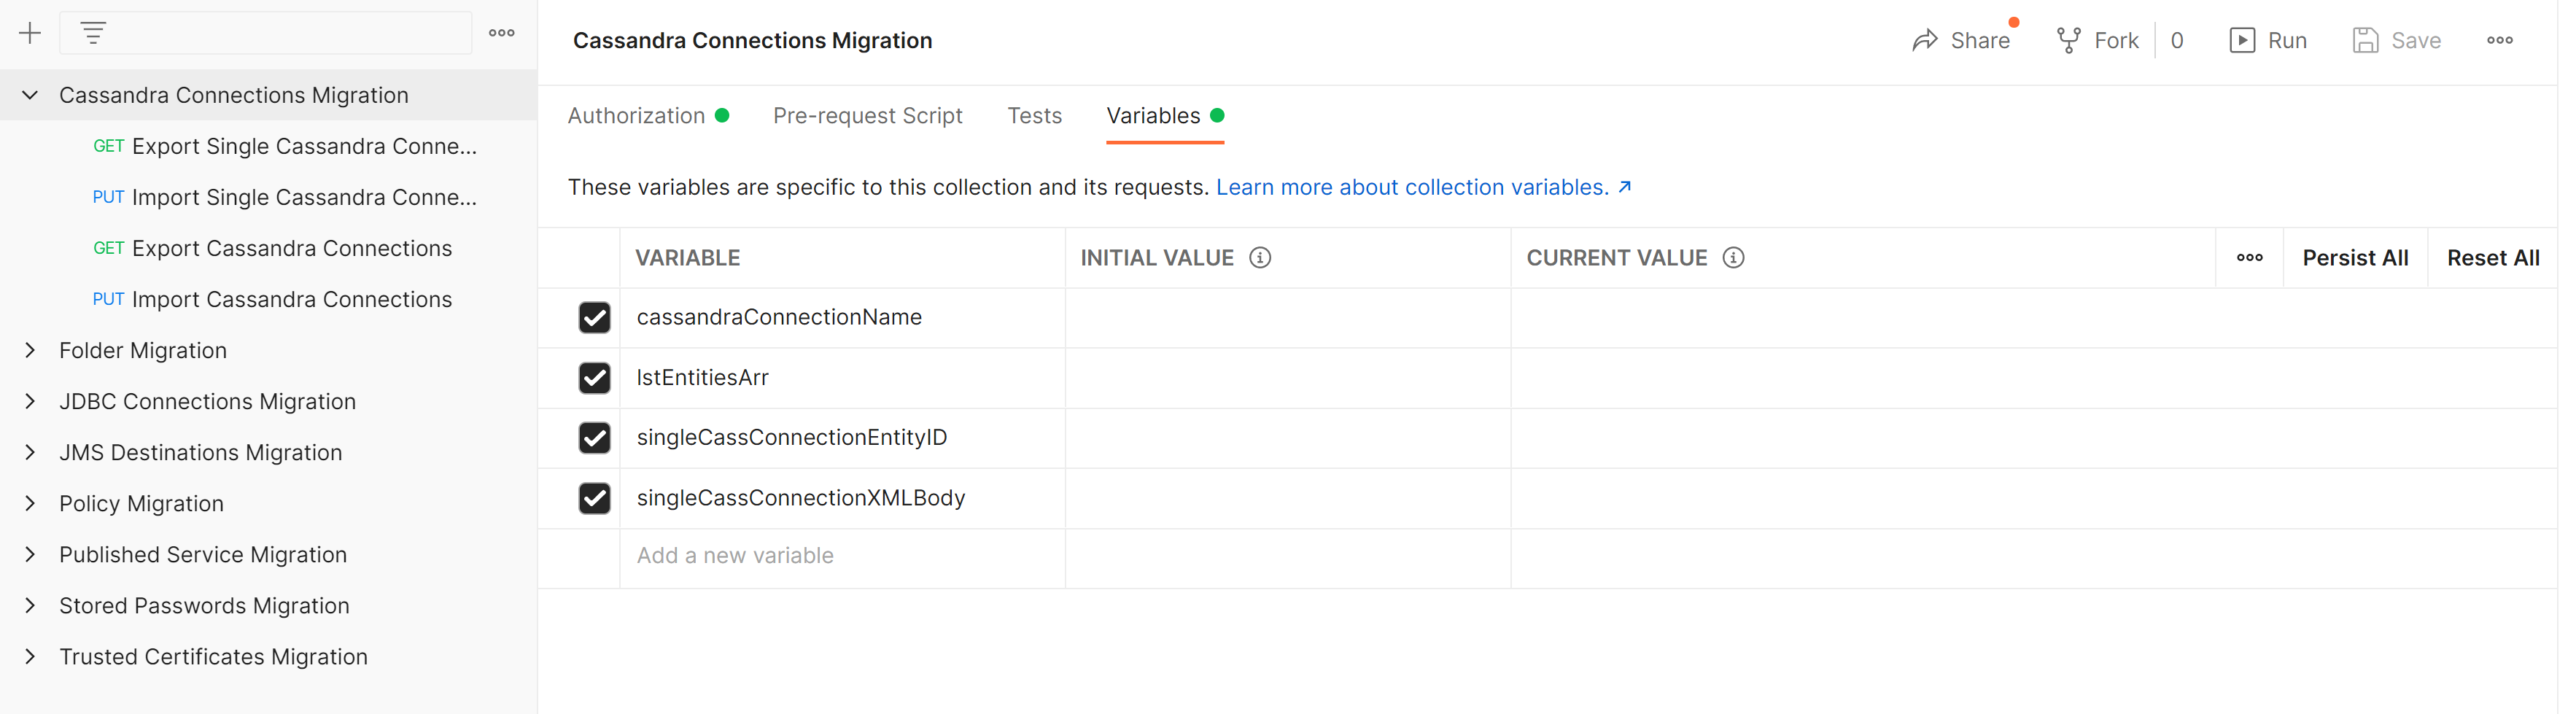 Cassandra Connections Migration
GET Export Single Cassandra Conne...
PUT Import Single Cassandra Conne...
GET Export Cassandra Connections
PUT Import Cassandra Connections
Folder Migration
JDBC Connections Migration
JMS Destinations Migration
Policy Migration
Published Service Migration
Stored Passwords Migration
Trusted Certificates Migration
Cassandra Connections Migration
Share Fork 0 Run Save
Authorization Pre-request Script Tests Variables
These variables are specific to this collection and its requests. Learn more about collection variables. ↗
VARIABLE INITIAL VALUE CURRENT VALUE Persist All Reset All
cassandraConnectionName
lstEntitiesArr
singleCassConnectionEntityID
singleCassConnectionXMLBody
Add a new variable